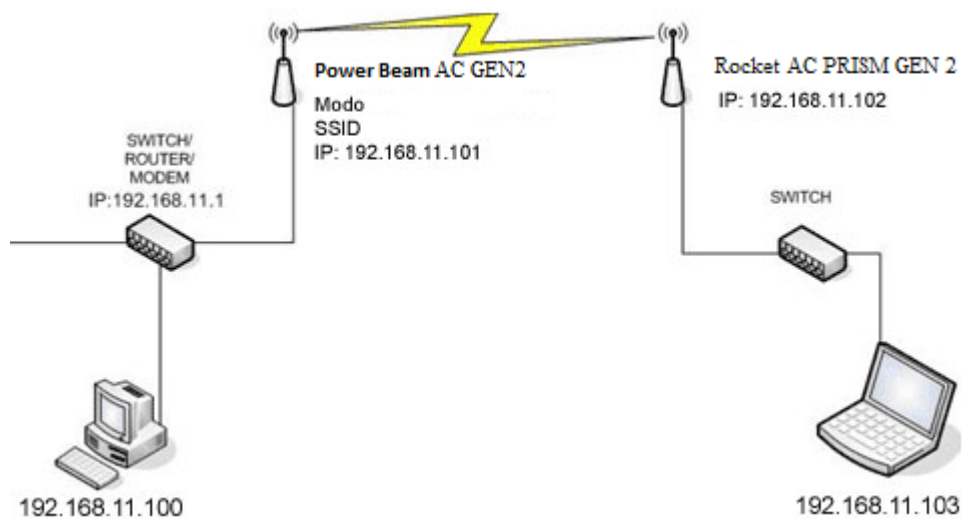 Power Beam AC GEN2
Modo
SSID
IP: 192.168.11.101
Rocket AC PRISM GEN 2
IP: 192.168.11.102
SWITCH/
ROUTER/
MODEM
IP:192.168.11.1
SWITCH
192.168.11.100
192.168.11.103